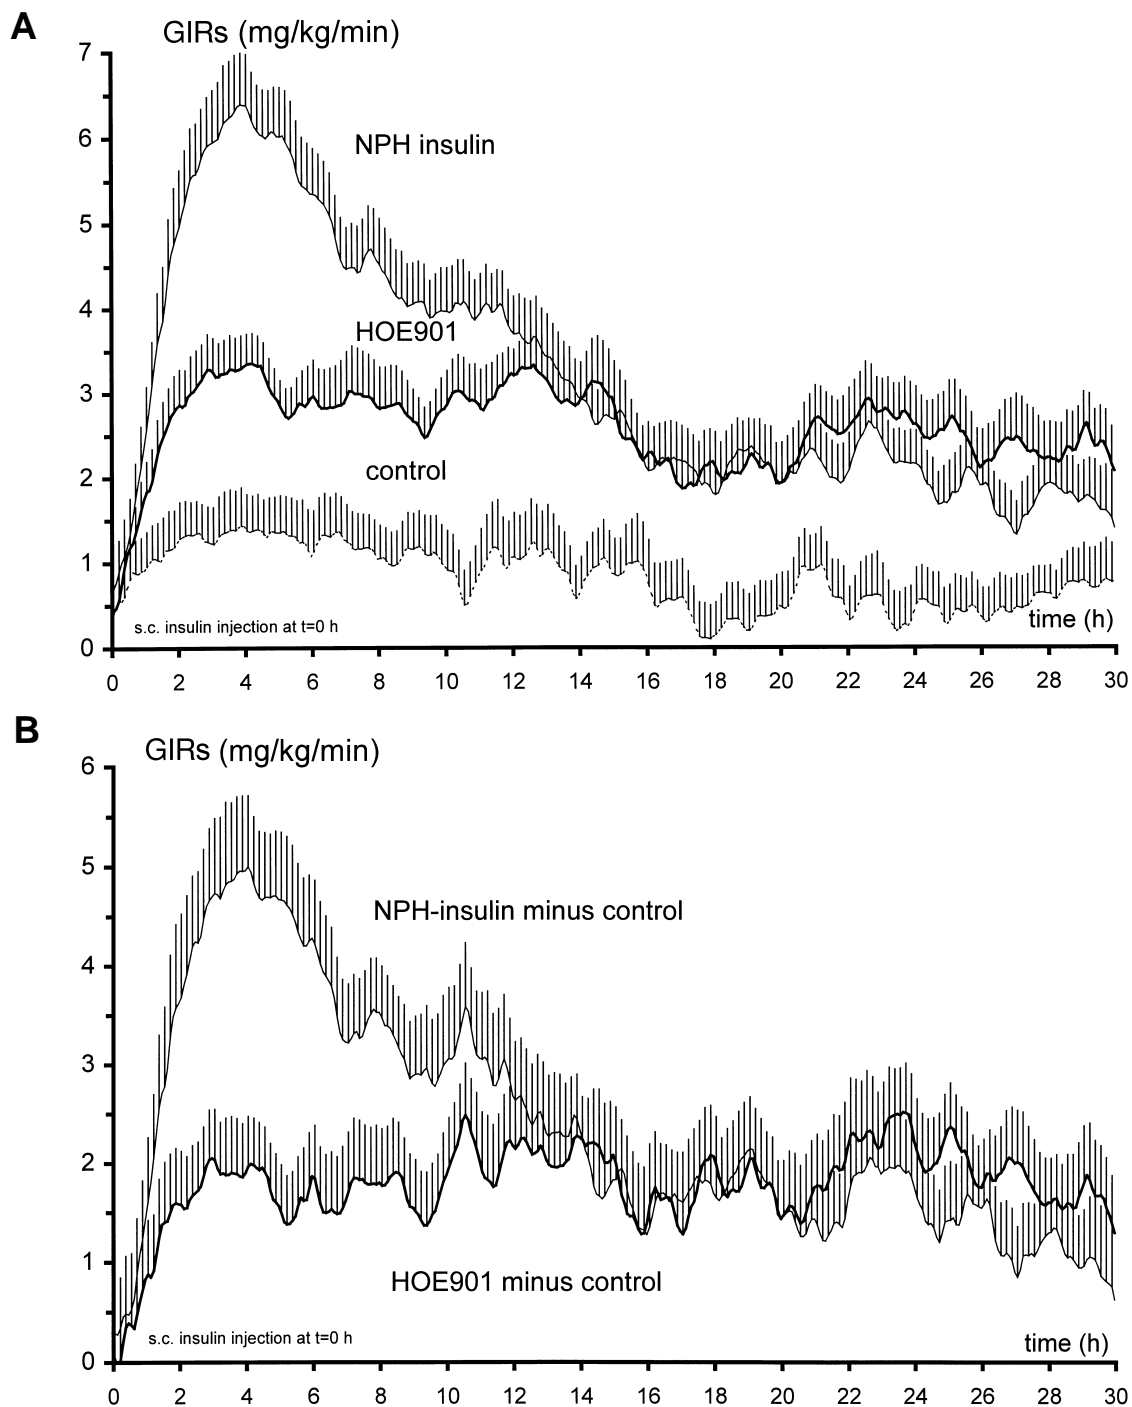 A
GIRs (mg/kg/min)
7
6
5
4
3
2
1
0
NPH insulin
HOE901
control
s.c. insulin injection at t=0 h
time (h)
0 2 4 6 8 10 12 14 16 18 20 22 24 26 28 30
B
GIRs (mg/kg/min)
6
5
4
3
2
1
0
NPH-insulin minus control
HOE901 minus control
s.c. insulin injection at t=0 h
time (h)
0 2 4 6 8 10 12 14 16 18 20 22 24 26 28 30